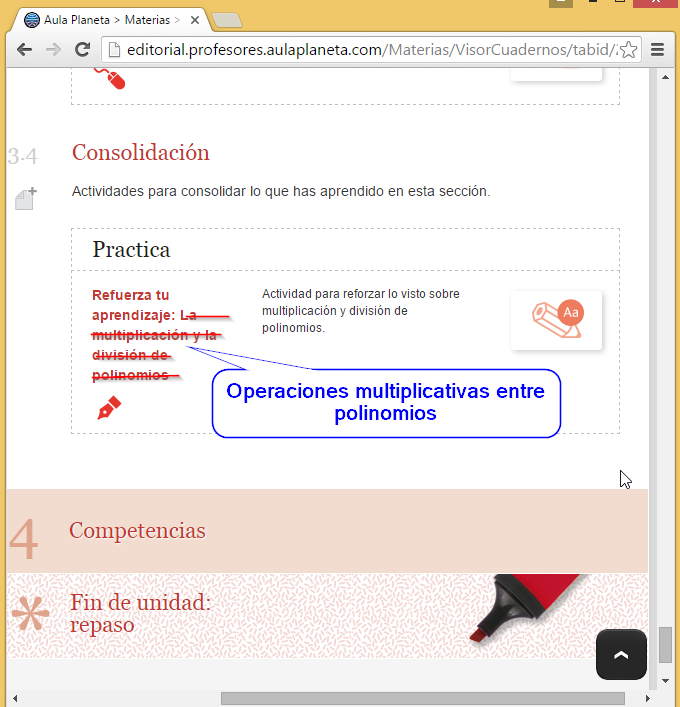 Aula Planeta > Materias >
editorial.profesores.aulaplaneta.com/Materias/VisorCuadernos/tabid/
3.4 Consolidación
Actividades para consolidar lo que has aprendido en esta sección.
Practica
Refuerza tu
aprendizaje: La
multiplicación y la
división de
polinomios
Actividad para reforzar lo visto sobre
multiplicación y división de
polinomios.
Aa
Operaciones multiplicativas entre
polinomios
4 Competencias
* Fin de unidad:
repaso